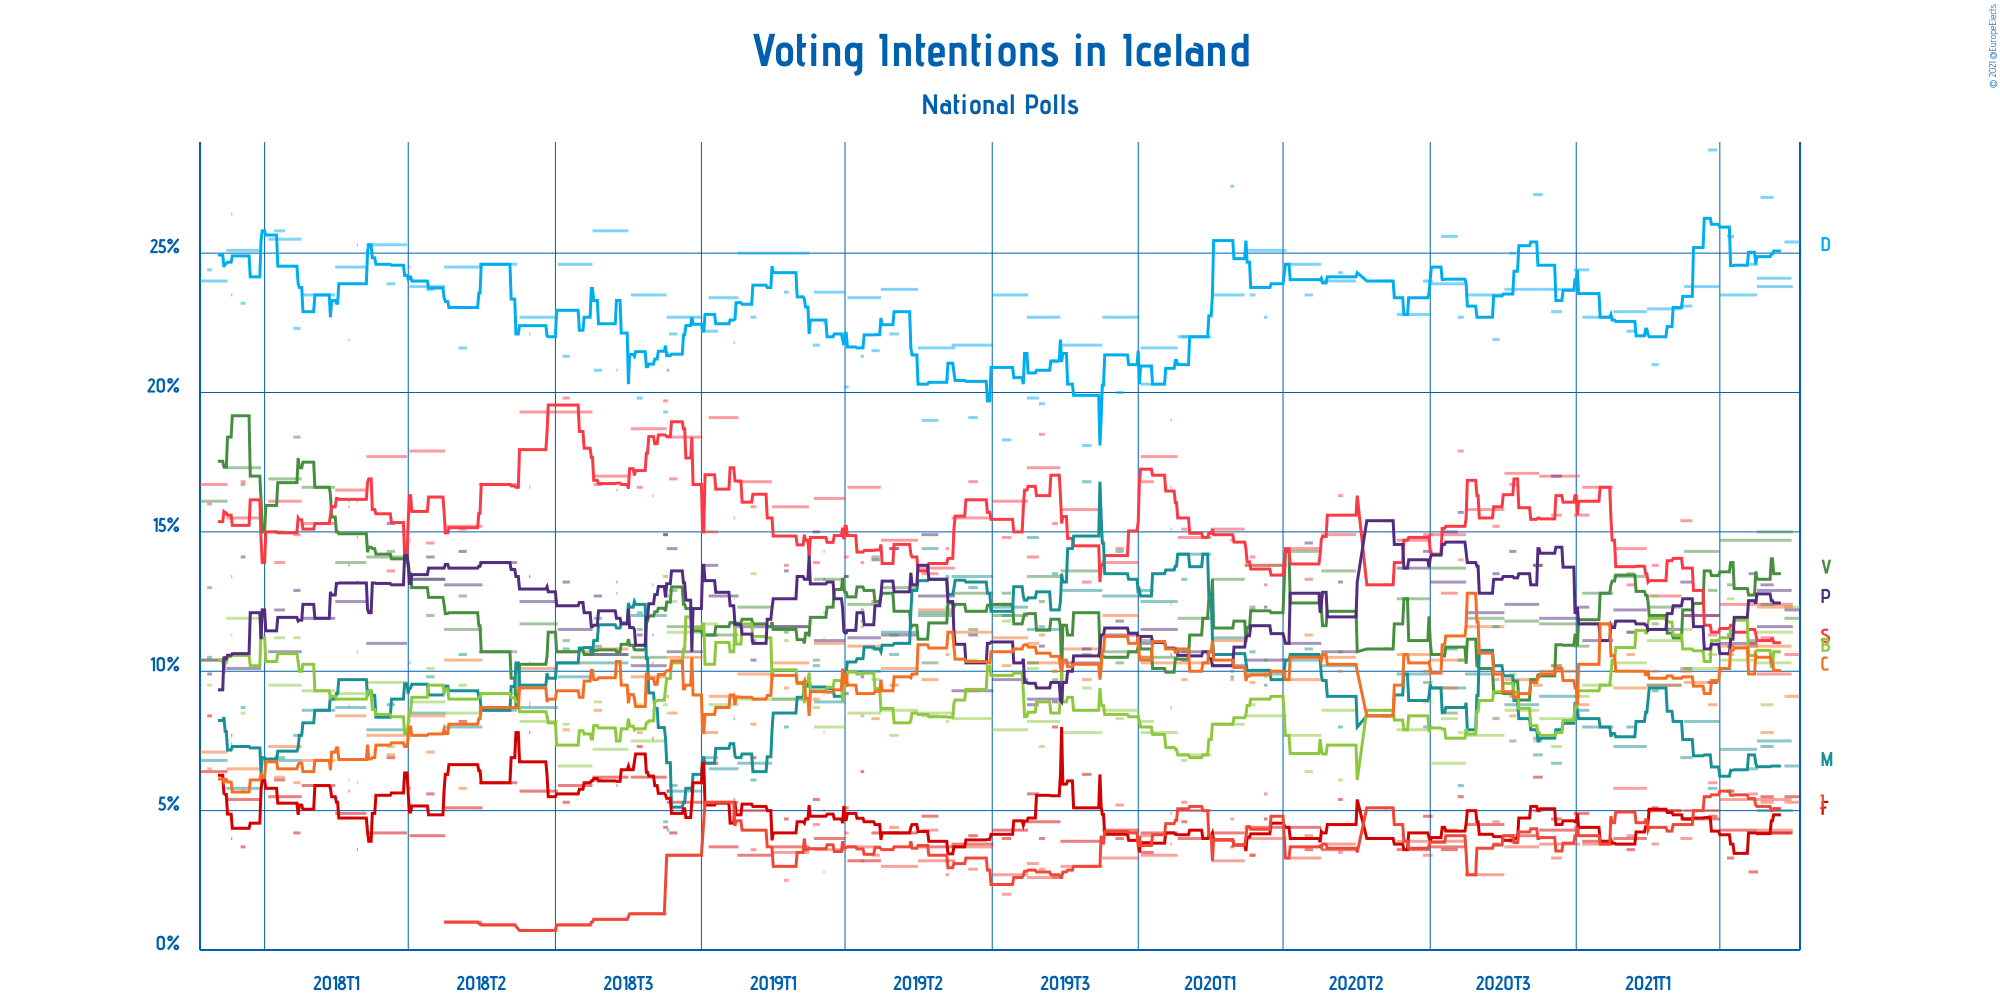 Voting Intentions in Iceland
National Polls
© 2021 @EuropeElects
25%
20%
15%
10%
5%
0%
D
V
P
S
B
C
M
F
2018T1
2018T2
2018T3
2019T1
2019T2
2019T3
2020T1
2020T2
2020T3
2021T1